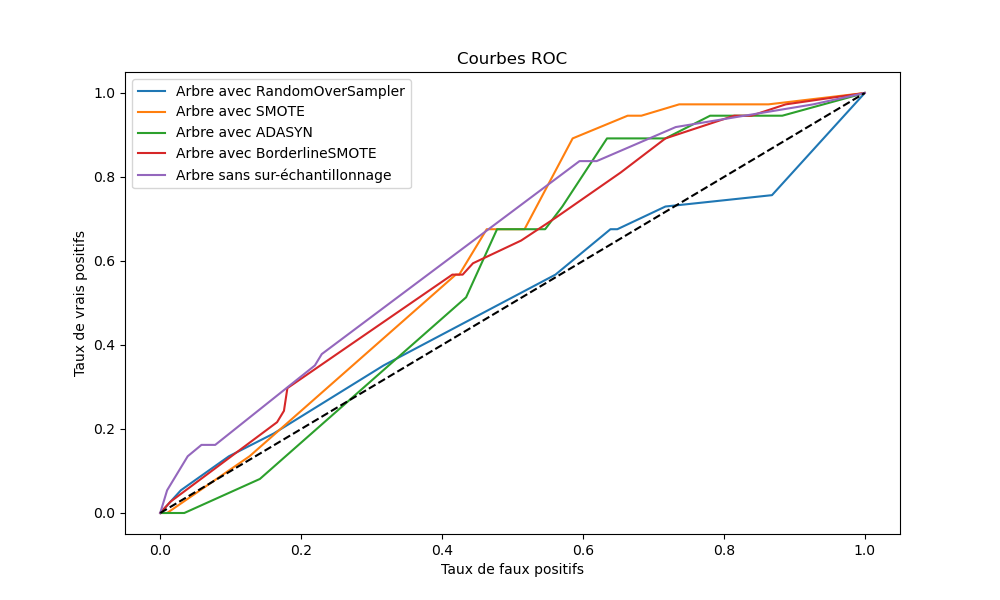 Courbes ROC
Arbre avec RandomOverSampler
Arbre avec SMOTE
Arbre avec ADASYN
Arbre avec BorderlineSMOTE
Arbre sans sur-échantillonnage
Taux de vrais positifs
1.0
0.8
0.6
0.4
0.2
0.0
0.0 0.2 0.4 0.6 0.8 1.0
Taux de faux positifs